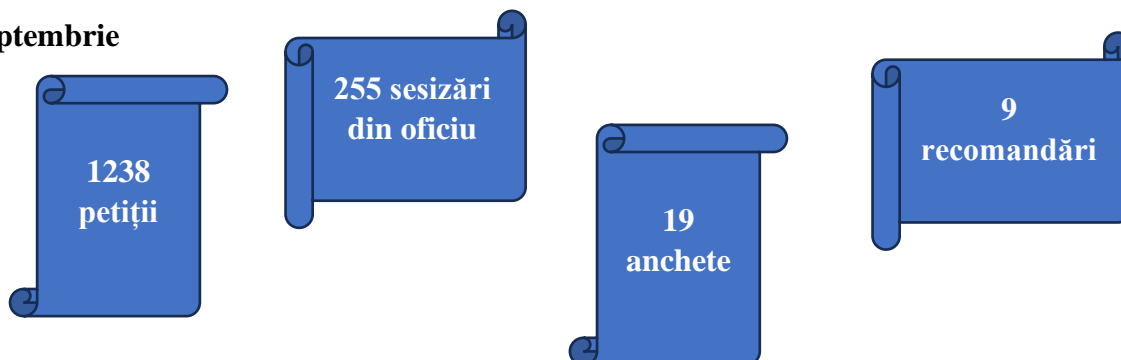 ptembrie
255 sesizări
din oficiu
9
recomandări
1238
petiții
19
anchete